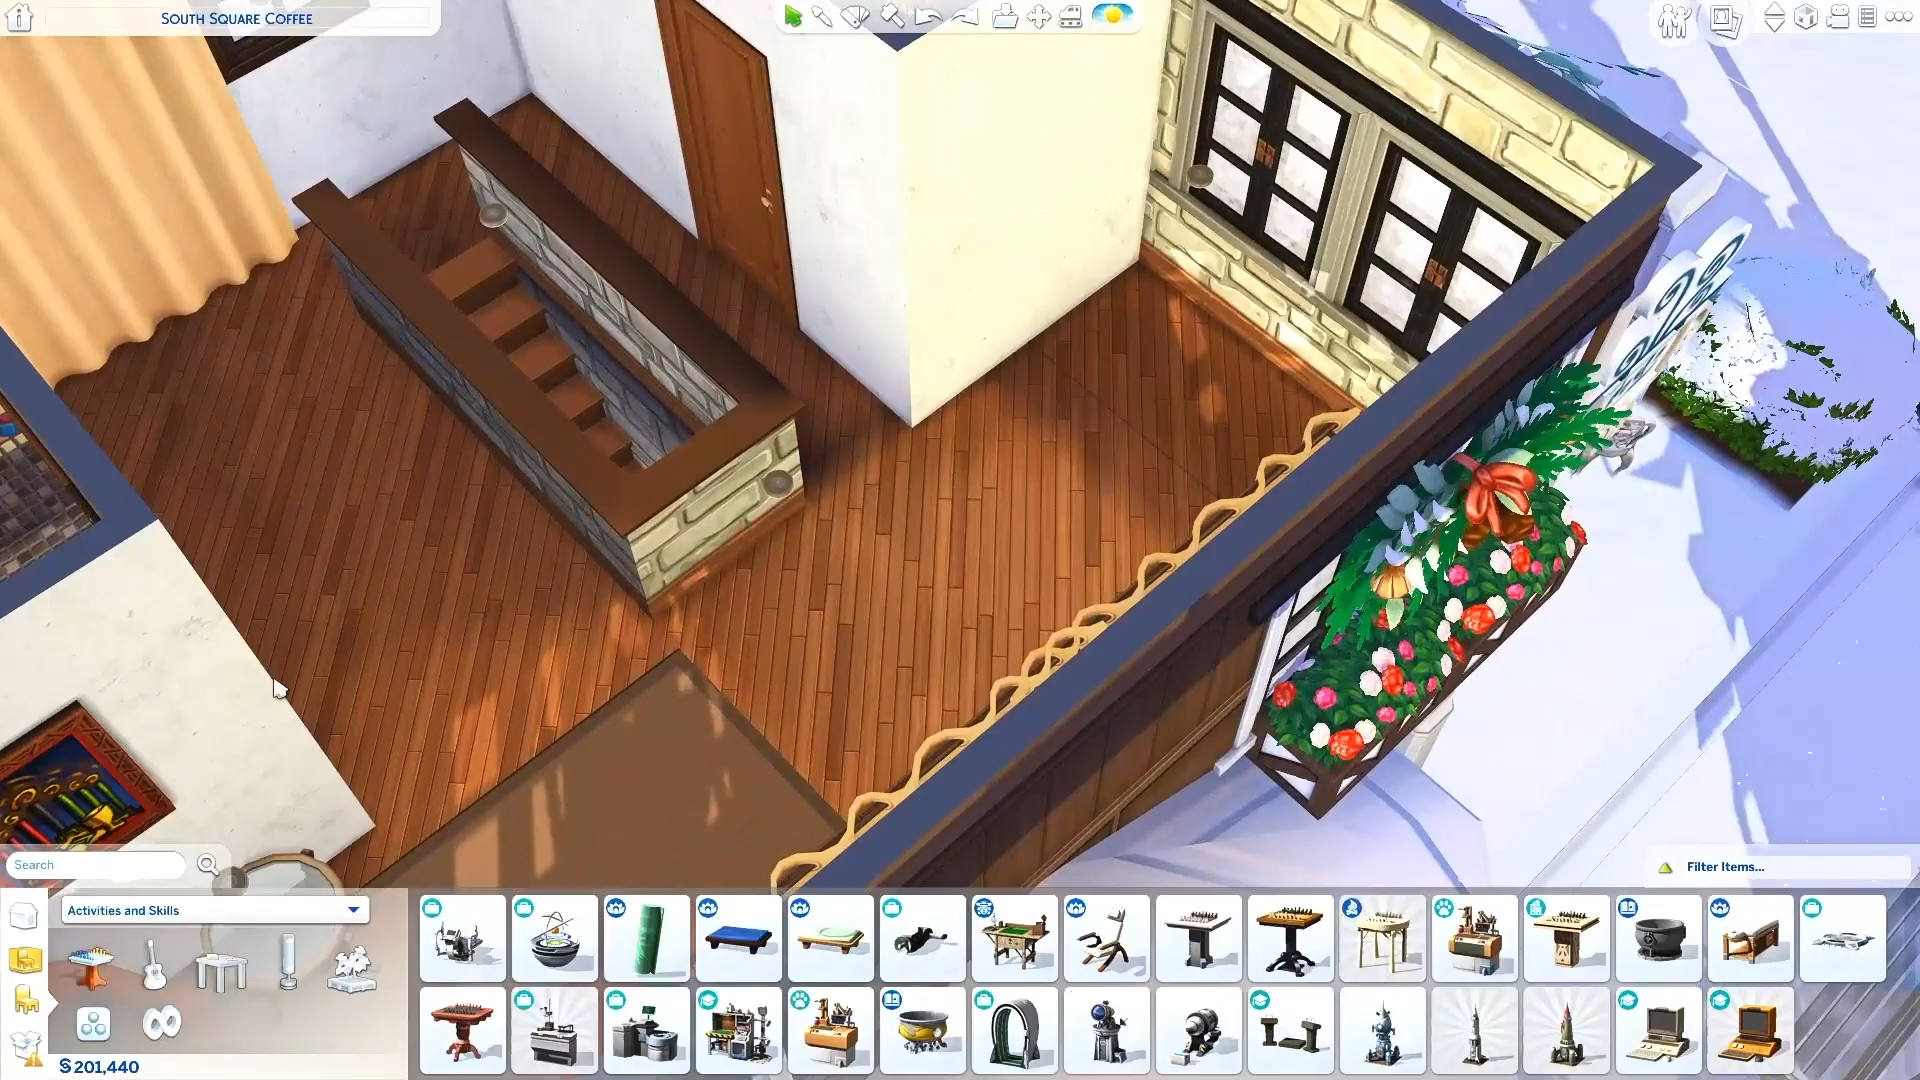 South Square Coffee
Search
Filter Items...
Activities and Skills
§201,440